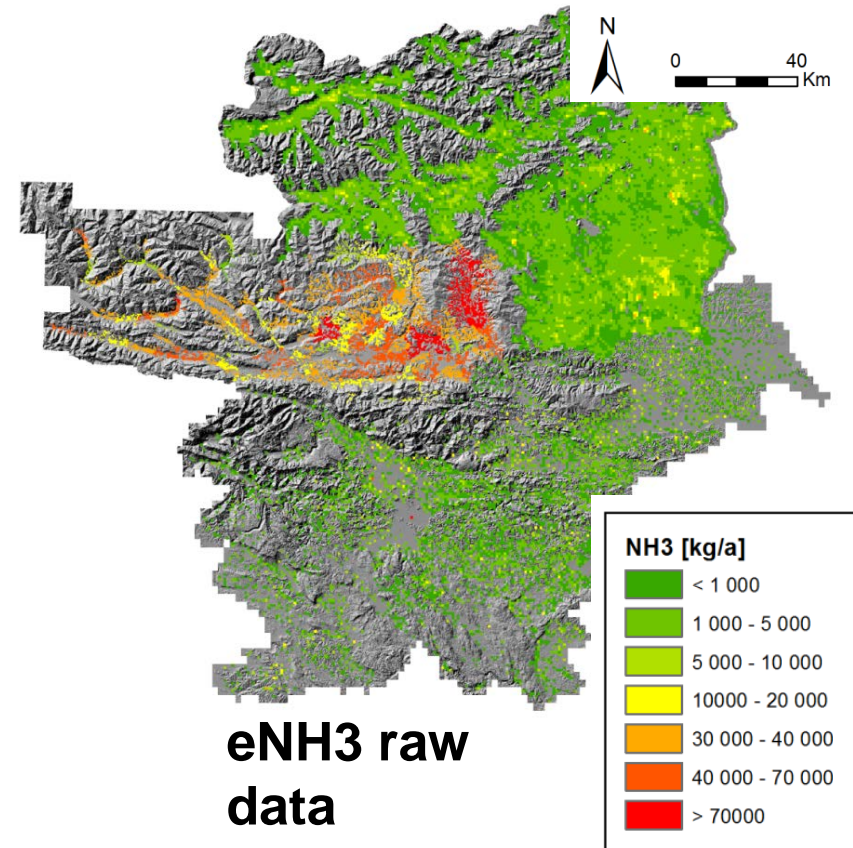 N
0 40
Km
NH3 [kg/a]
< 1 000
1 000 - 5 000
5 000 - 10 000
10000 - 20 000
30 000 - 40 000
40 000 - 70 000
> 70000
eNH3 raw
data